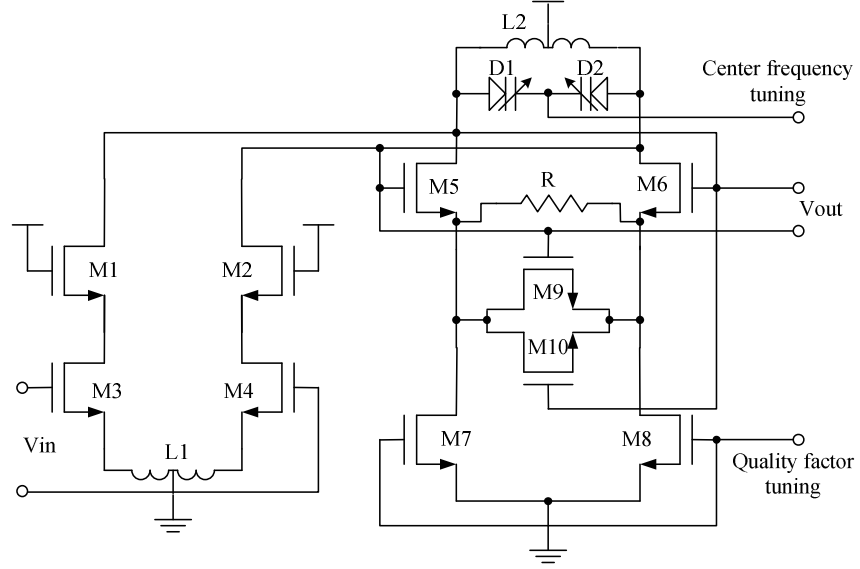 L2
D1
D2
Center frequency
tuning
M5
R
M6
Vout
M1
M2
M9
M10
M3
M4
Vin
L1
M7
M8
Quality factor
tuning